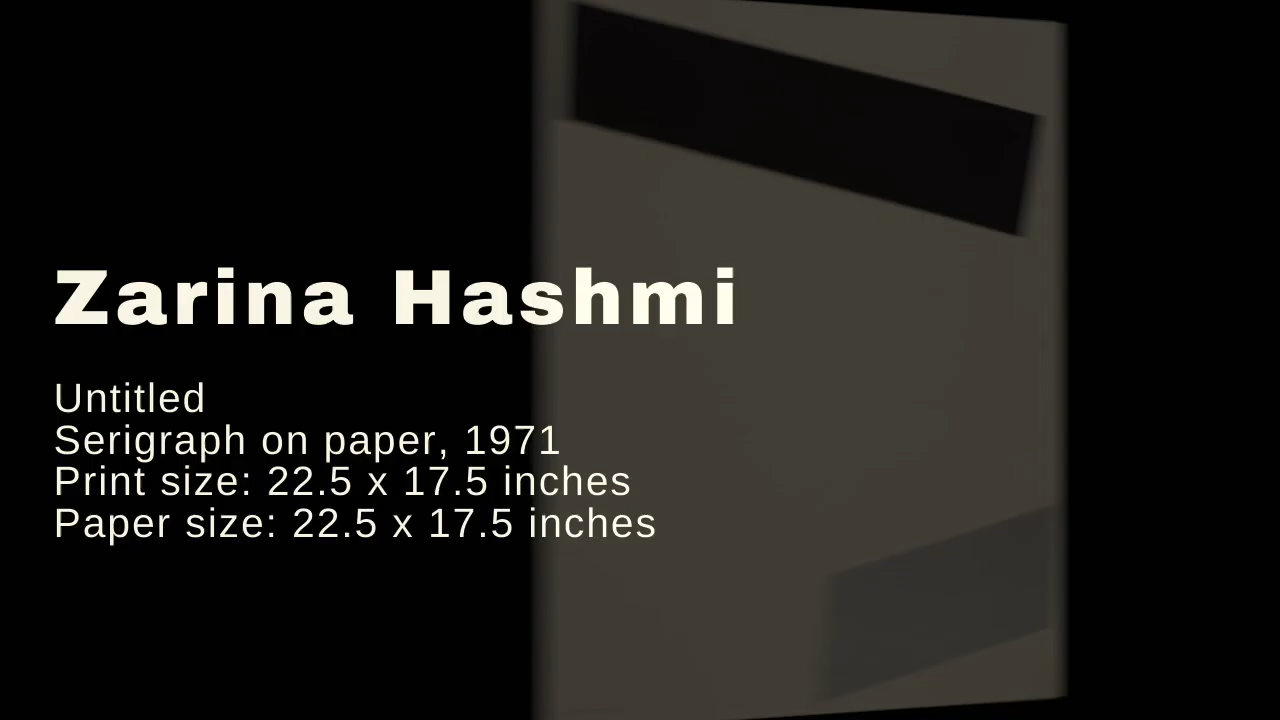 Zarina Hashmi
Untitled
Serigraph on paper, 1971
Print size: 22.5 x 17.5 inches
Paper size: 22.5 x 17.5 inches